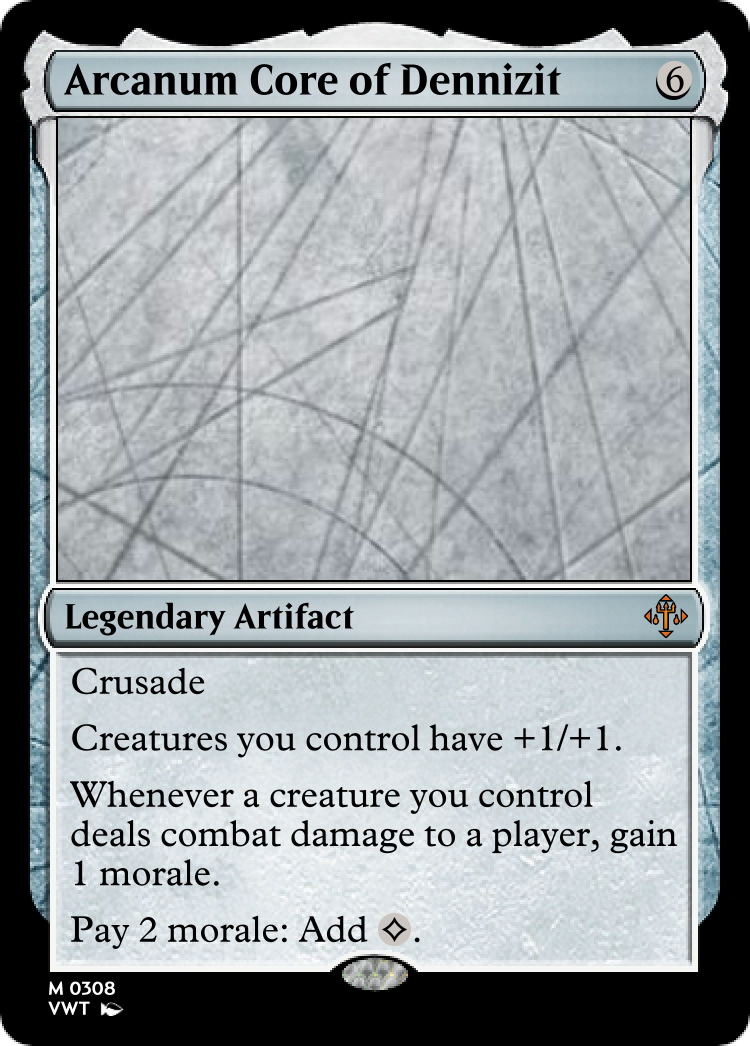 Arcanum Core of Dennizit 6
Legendary Artifact
Crusade
Creatures you control have +1/+1.
Whenever a creature you control
deals combat damage to a player, gain
1 morale.
Pay 2 morale: Add .
M 0308
VWT